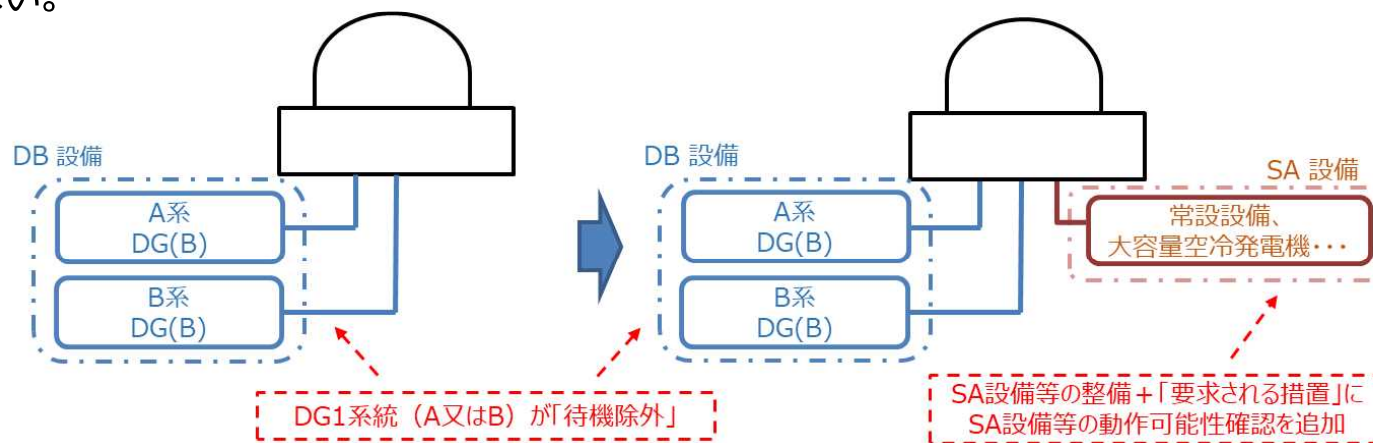 い。
DB 設備
A系
DG(B)
B系
DG(B)
DB 設備
A系
DG(B)
B系
DG(B)
SA 設備
常設設備、
大容量空冷発電機・・・
DG1系統（A又はB）が「待機除外」
SA設備等の整備+「要求される措置」に
SA設備等の動作可能性確認を追加